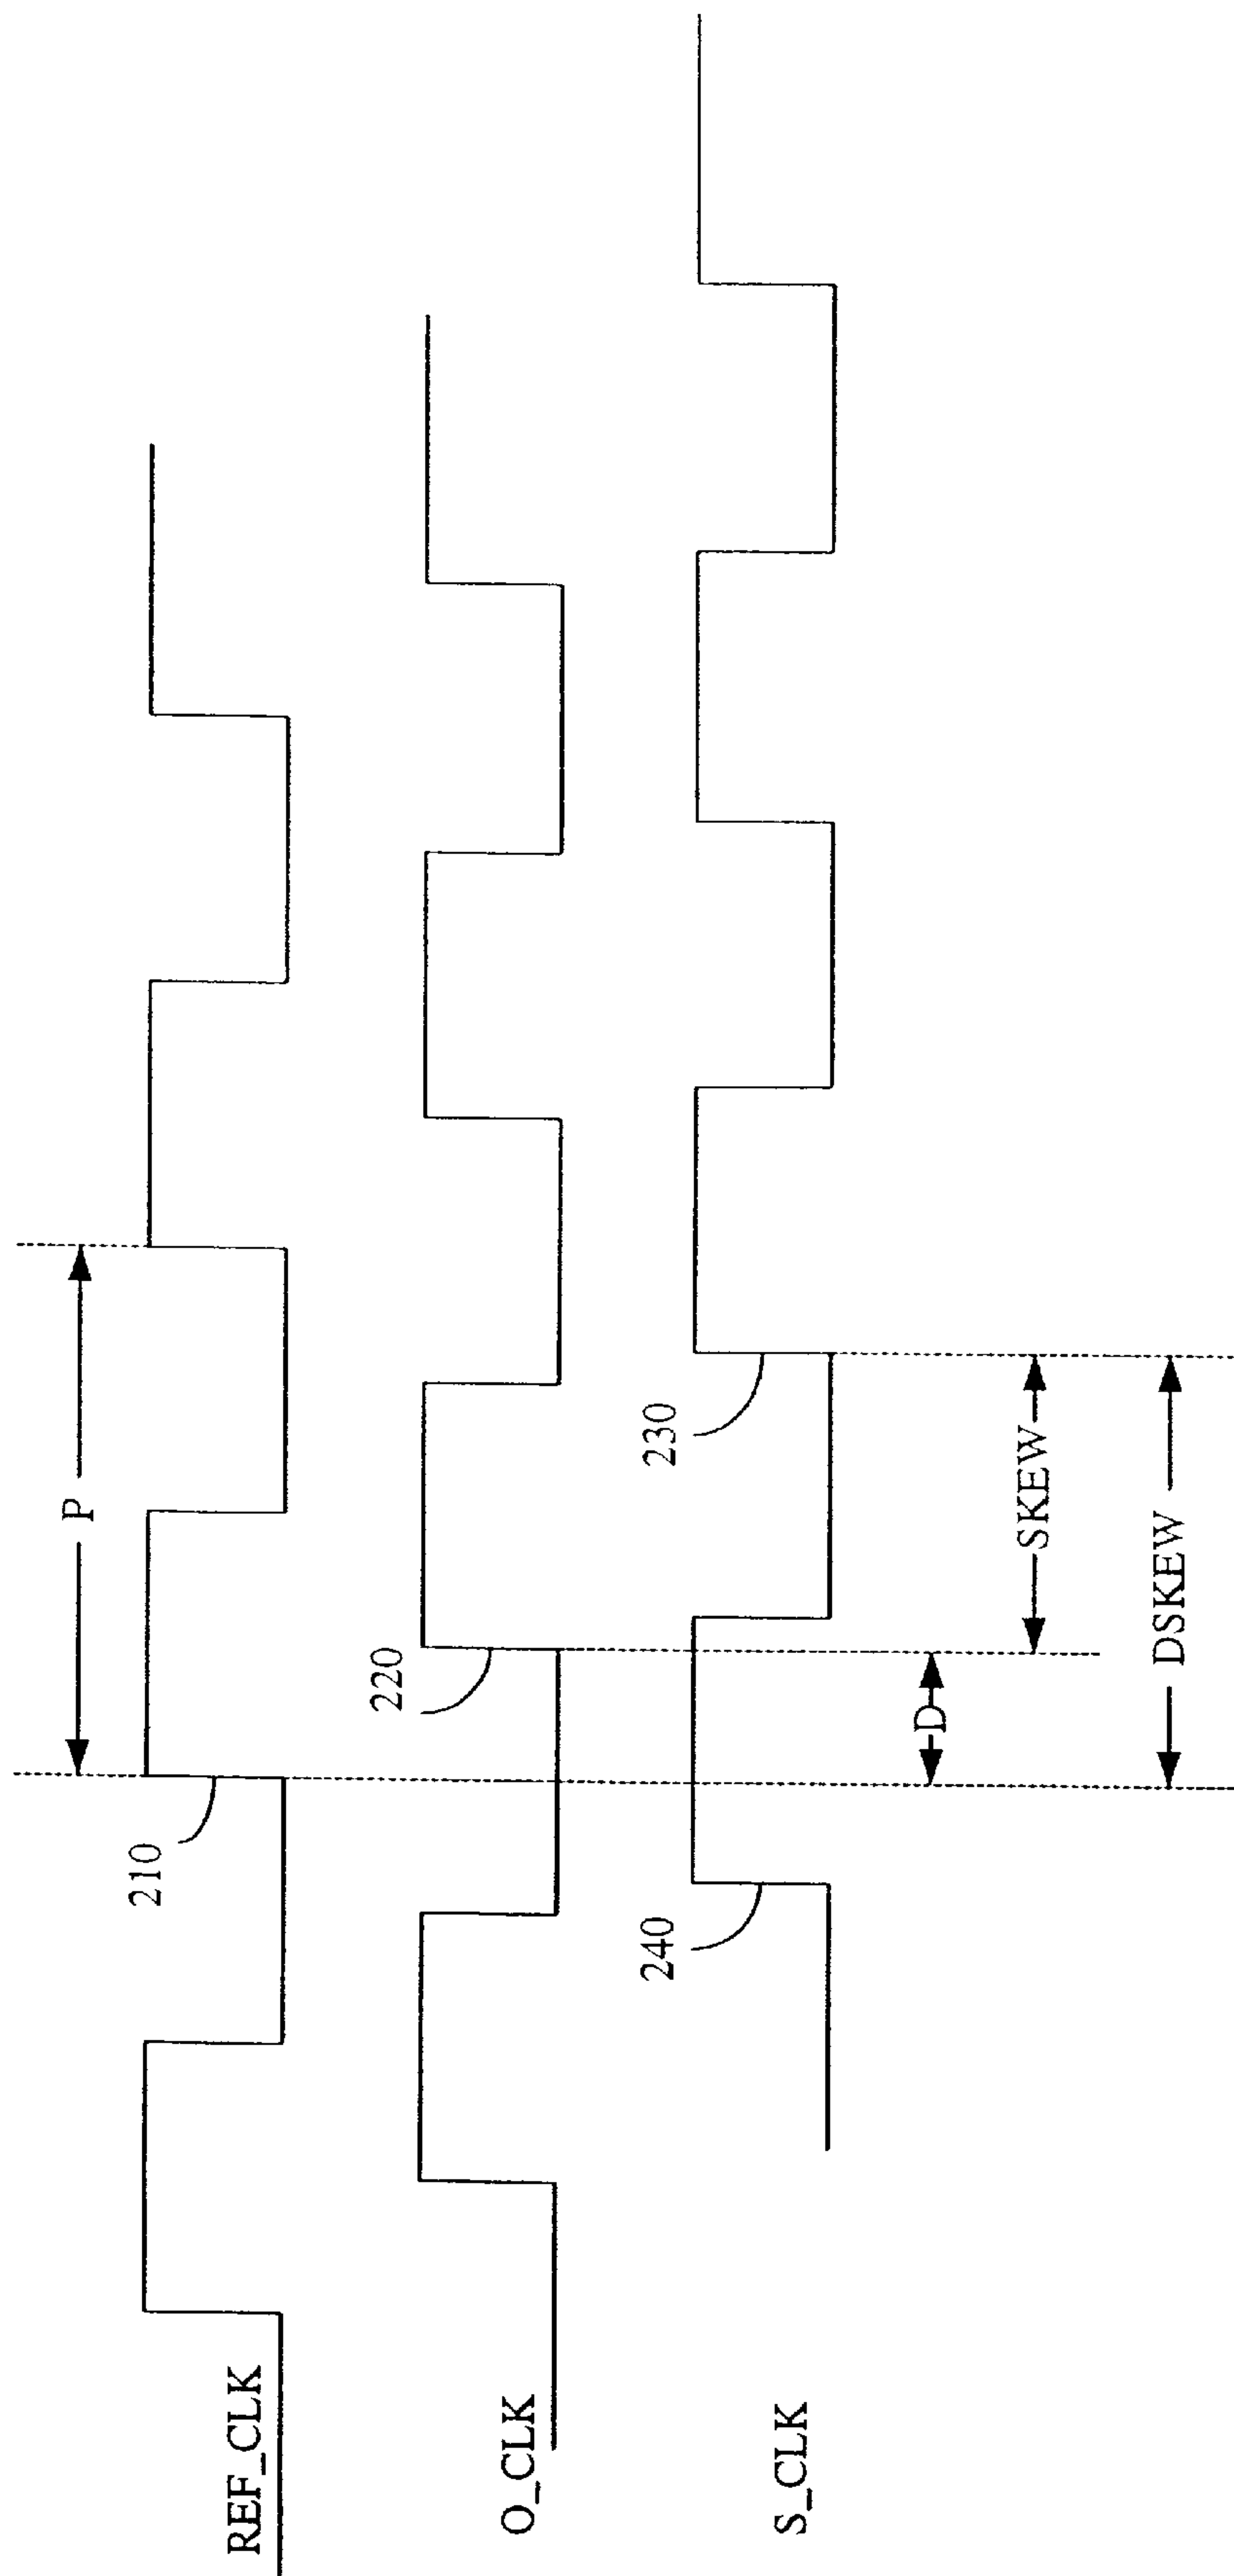 P
REF_CLK
210
O_CLK
220
S_CLK
240
230
D
SKEW
DSKEW